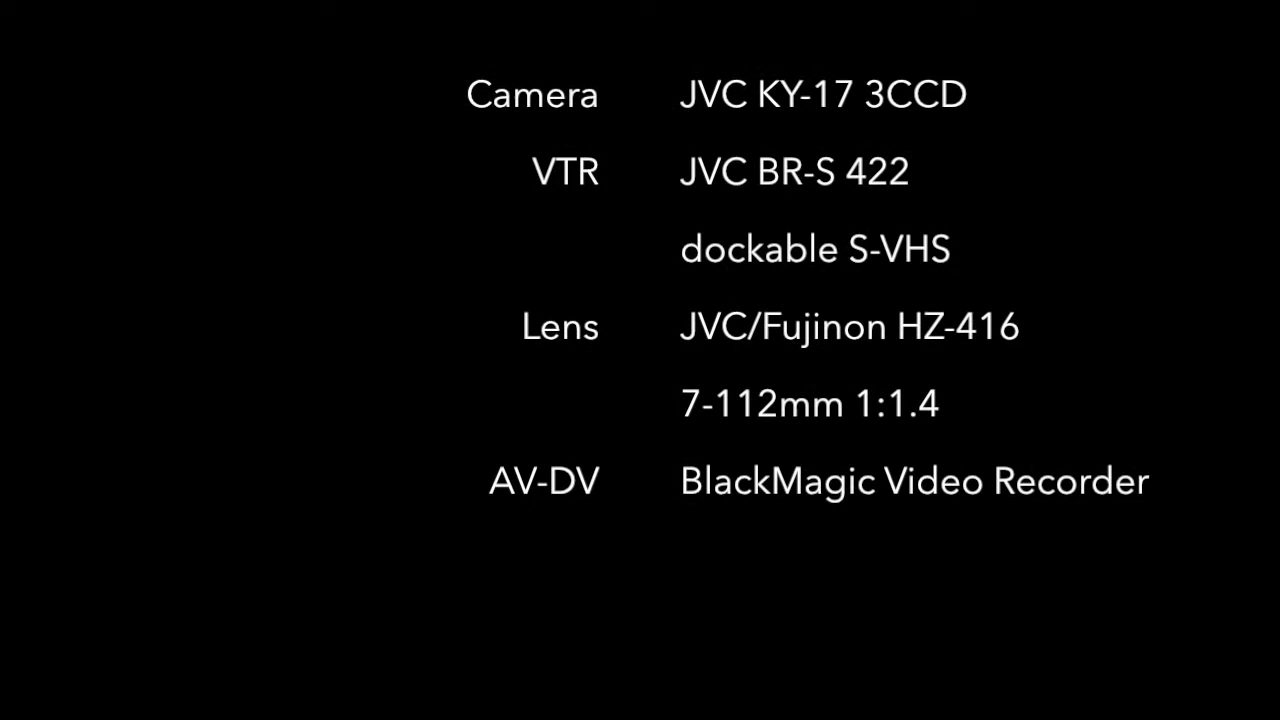 Camera JVC KY-17 3CCD
VTR JVC BR-S 422
dockable S-VHS
Lens JVC/Fujinon HZ-416
7-112mm 1:1.4
AV-DV BlackMagic Video Recorder